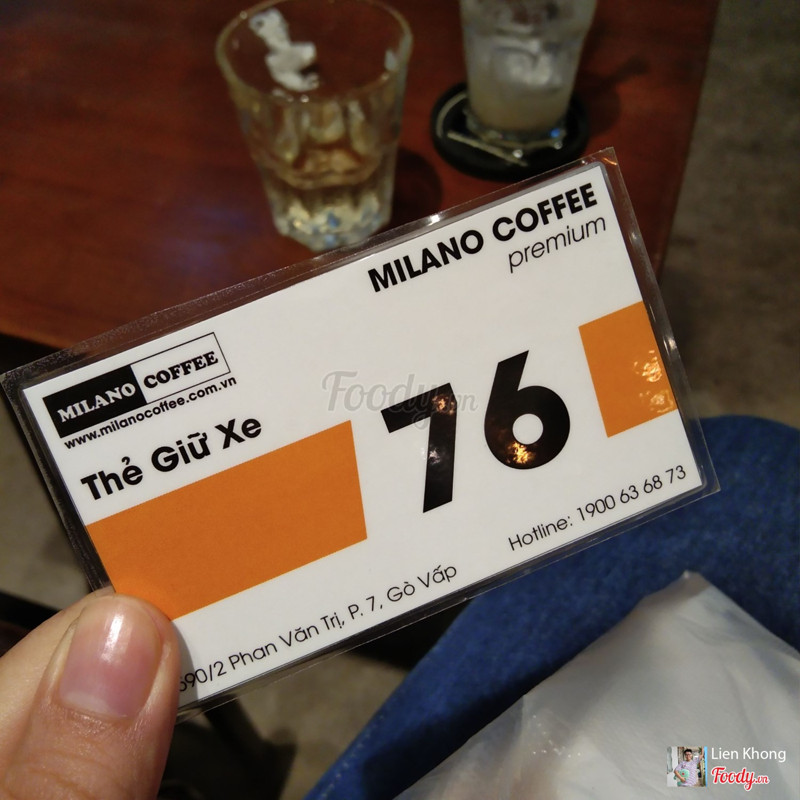 MILANO COFFEE
premium
MILANO COFFEE
www.milanocoffee.com.vn
Thẻ Giữ Xe
76
Hotline: 1900 63 68 73
590/2 Phan Văn Trị, P. 7, Gò Vấp
Foody.vn
Lien Khong
Foody.vn